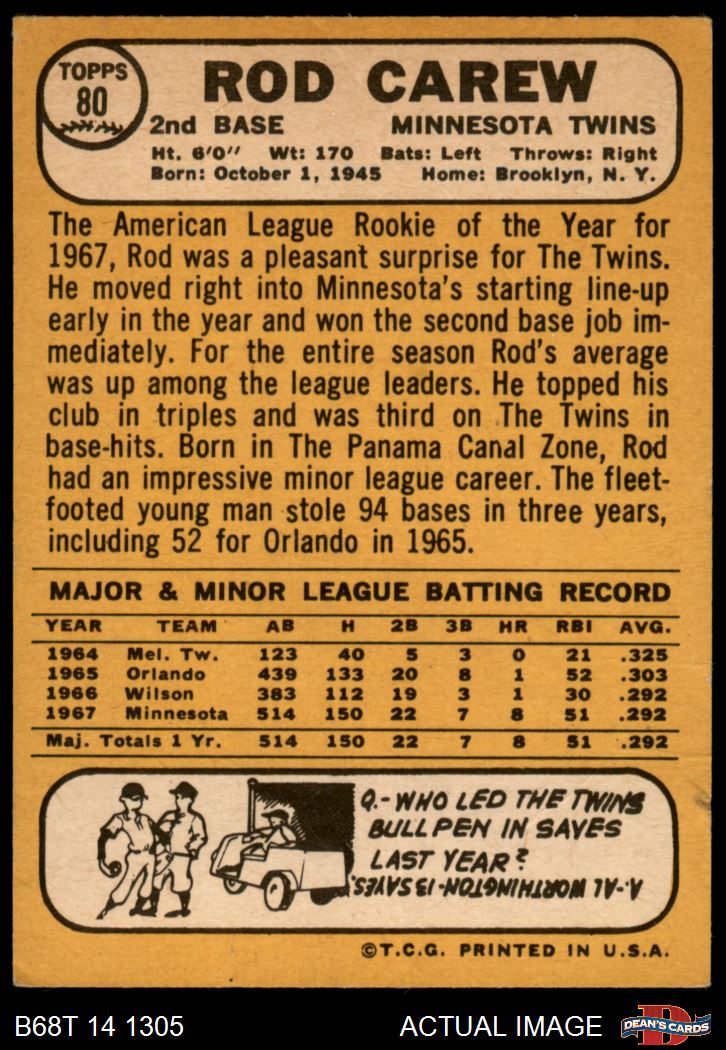 TOPPS
80
ROD CAREW
2nd BASE MINNESOTA TWINS
Ht. 6'0" Wt: 170 Bats: Left Throws: Right
Born: October 1, 1945 Home: Brooklyn, N. Y.
The American League Rookie of the Year for
1967, Rod was a pleasant surprise for The Twins.
He moved right into Minnesota's starting line-up
early in the year and won the second base job im-
mediately. For the entire season Rod's average
was up among the league leaders. He topped his
club in triples and was third on The Twins in
base-hits. Born in The Panama Canal Zone, Rod
had an impressive minor league career. The fleet-
footed young man stole 94 bases in three years,
including 52 for Orlando in 1965.
MAJOR & MINOR LEAGUE BATTING RECORD
YEAR TEAM AB H 2B 3B HR RBI AVG.
1964 Mel. Tw. 123 40 5 3 0 21 .325
1965 Orlando 439 133 20 8 1 52 .303
1966 Wilson 383 112 19 3 1 30 .292
1967 Minnesota 514 150 22 7 8 51 .292
Maj. Totals 1 Yr. 514 150 22 7 8 51 .292
Q.-WHO LED THE TWINS
BULLPEN IN SAVES
LAST YEAR?
A.-AL WORTHINGTON 13 SAVES.
©T.C.G. PRINTED IN U.S.A.
B68T 14 1305 ACTUAL IMAGE D DEAN'S CARDS